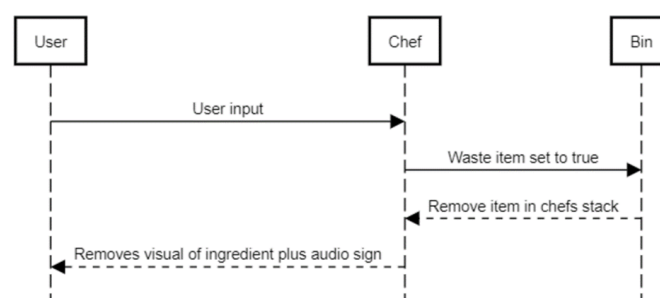 User
Chef
Bin
User input
Waste item set to true
Remove item in chefs stack
Removes visual of ingredient plus audio sign